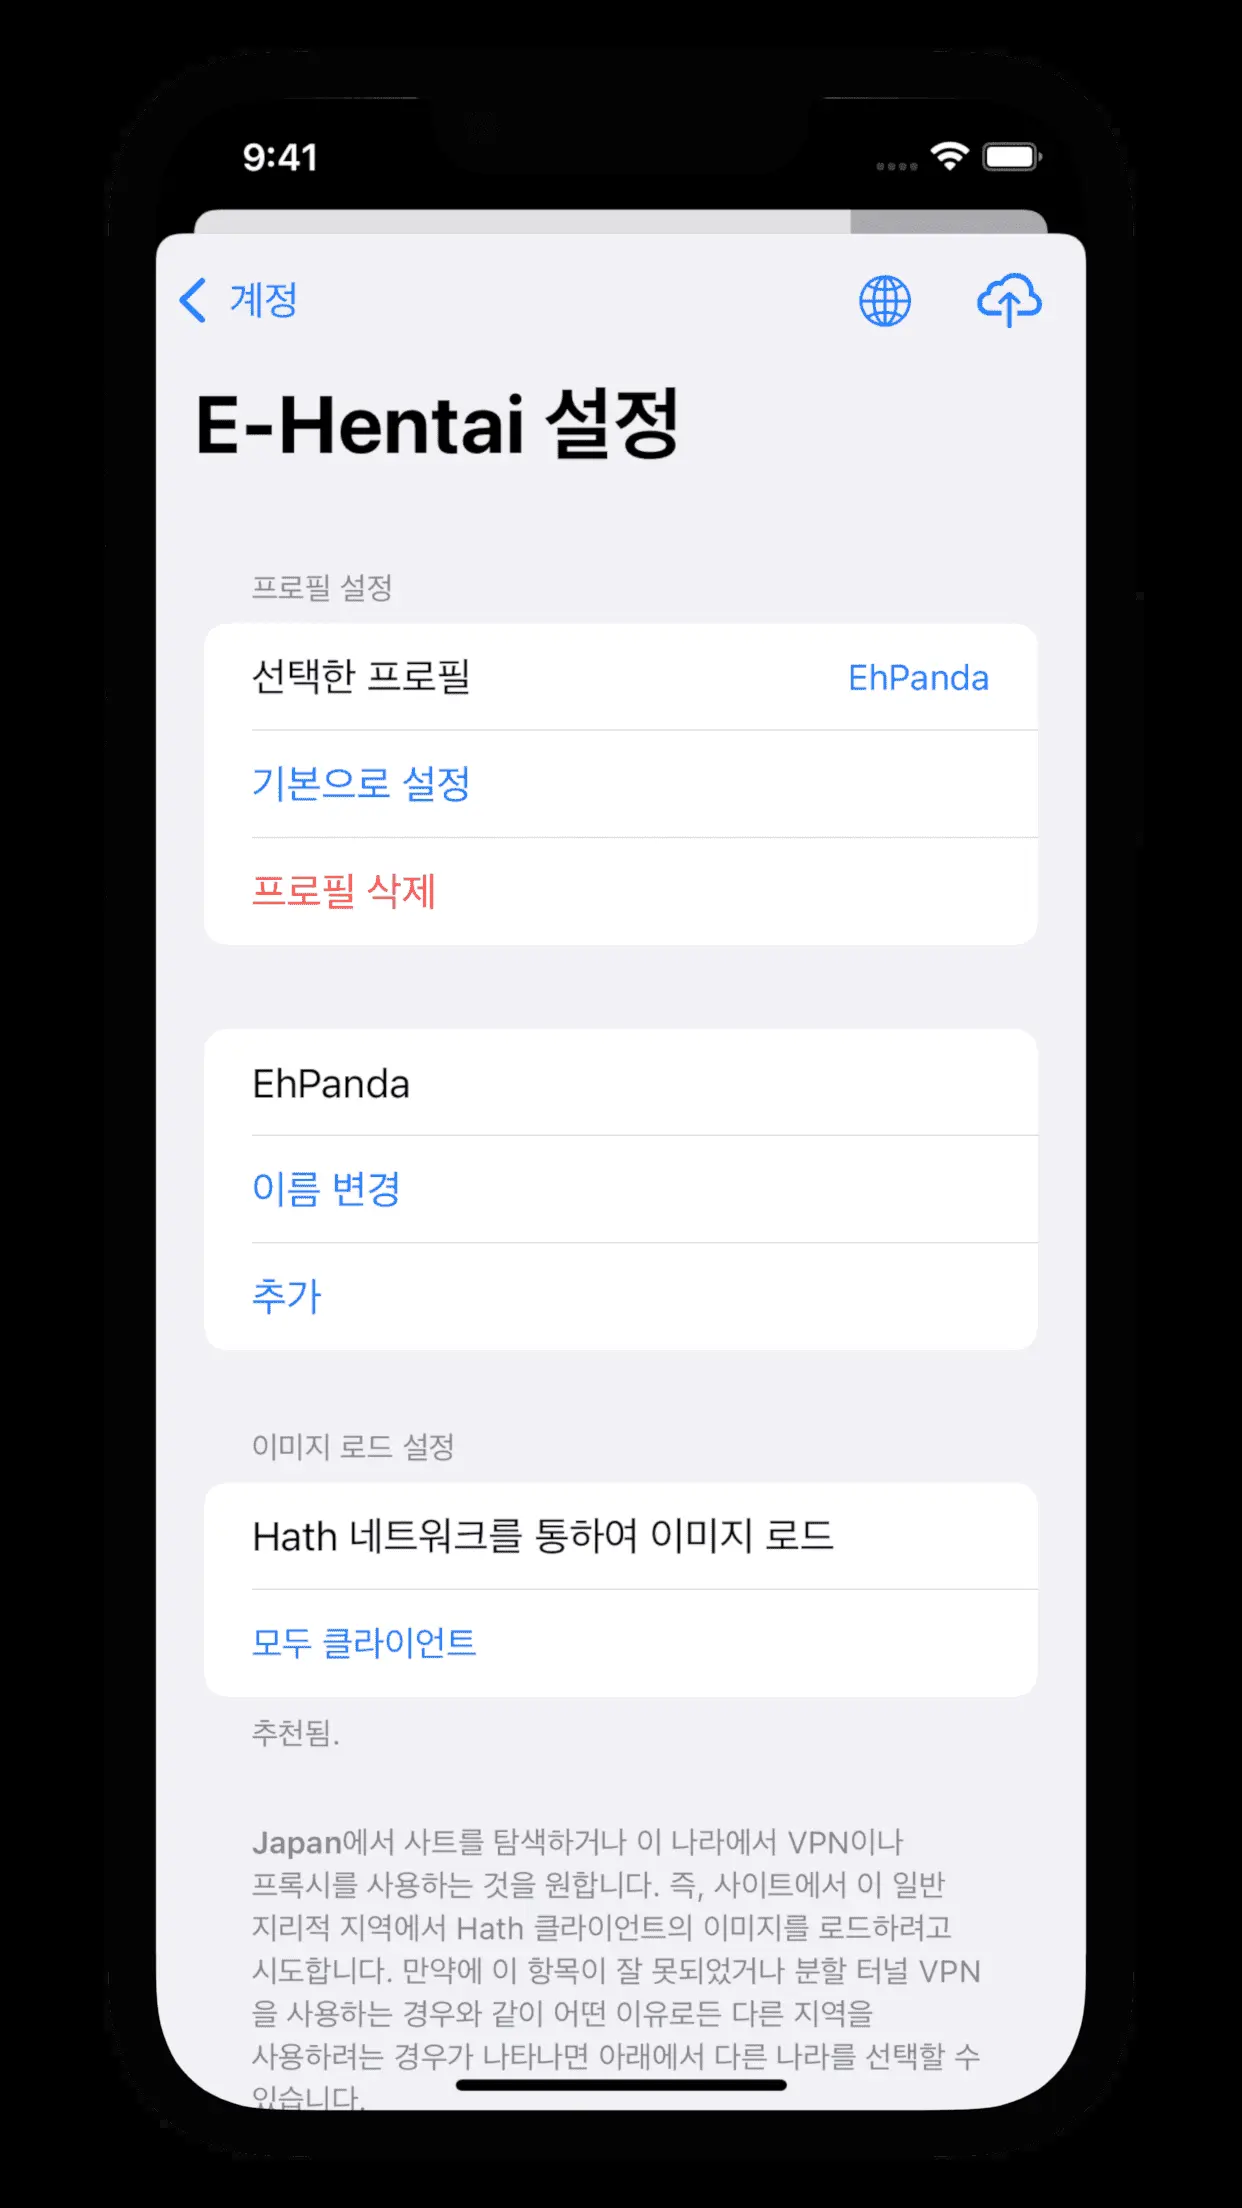 9:41
계정
E-Hentai 설정
프로필 설정
선택한 프로필
EhPanda
기본으로 설정
프로필 삭제
EhPanda
이름 변경
추가
이미지 로드 설정
Hath 네트워크를 통하여 이미지 로드
모두 클라이언트
추천됨.
Japan에서 사트를 탐색하거나 이 나라에서 VPN이나
프록시를 사용하는 것을 원합니다. 즉, 사이트에서 이 일반
지리적 지역에서 Hath 클라이언트의 이미지를 로드하려고
시도합니다. 만약에 이 항목이 잘 못되었거나 분할 터널 VPN
을 사용하는 경우와 같이 어떤 이유로든 다른 지역을
사용하려는 경우가 나타나면 아래에서 다른 나라를 선택할 수
있습니다.